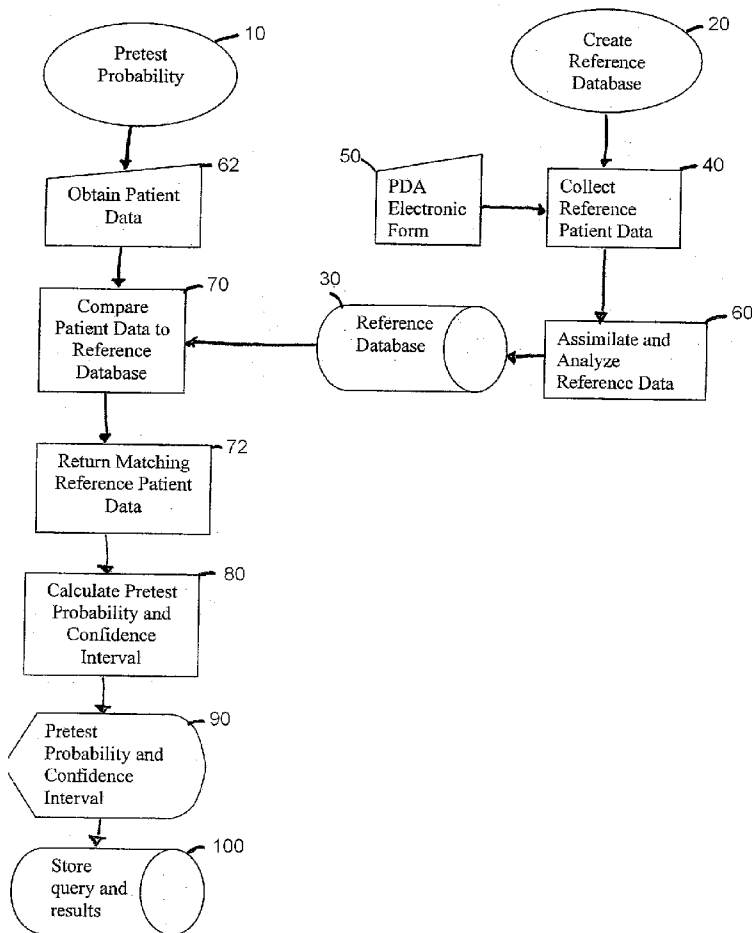 10
Pretest
Probability
20
Create
Reference
Database
62
Obtain Patient
Data
50
PDA
Electronic
Form
40
Collect
Reference
Patient Data
70
Compare
Patient Data to
Reference
Database
30
Reference
Database
60
Assimilate and
Analyze
Reference Data
72
Return Matching
Reference Patient
Data
80
Calculate Pretest
Probability and
Confidence
Interval
90
Pretest
Probability and
Confidence
Interval
100
Store
query and
results